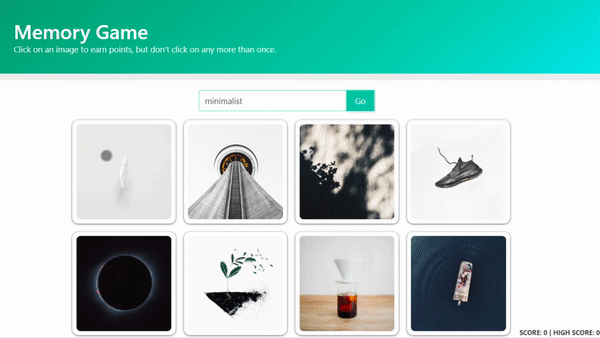 Memory Game
Click on an image to earn points, but don't click on any more than once.
minimalist Go
SCORE: 0 | HIGH SCORE: 0